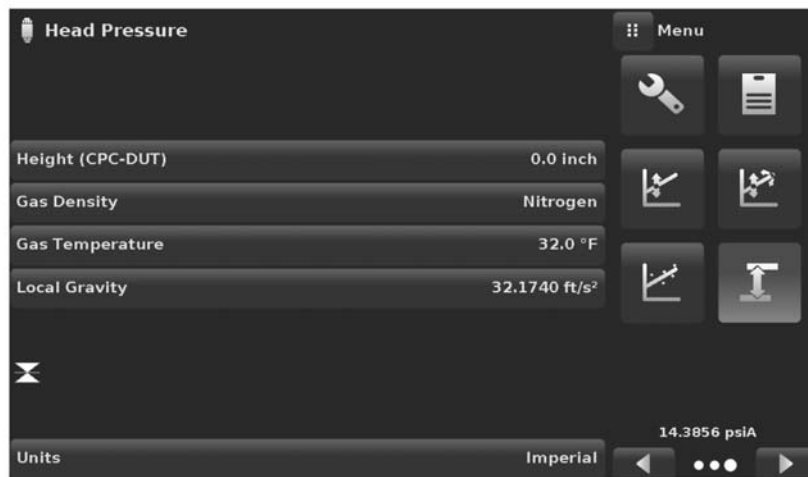 Head Pressure
Menu
Height (CPC-DUT) 0.0 inch
Gas Density Nitrogen
Gas Temperature 32.0 °F
Local Gravity 32.1740 ft/s²
14.3856 psiA
Units Imperial